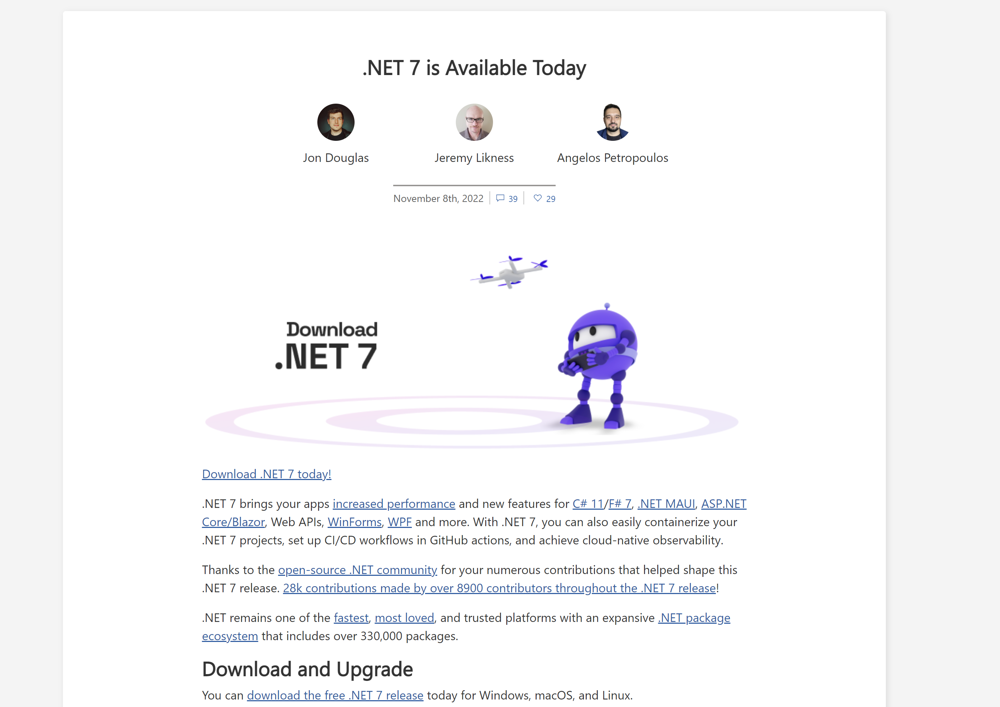 .NET 7 is Available Today
Jon Douglas
Jeremy Likness
Angelos Petropoulos
November 8th, 2022
39
29
Download
.NET 7
Download .NET 7 today!
.NET 7 brings your apps increased performance and new features for C# 11/F# 7, .NET MAUI, ASP.NET
Core/Blazor, Web APIs, WinForms, WPF and more. With .NET 7, you can also easily containerize your
.NET 7 projects, set up CI/CD workflows in GitHub actions, and achieve cloud-native observability.
Thanks to the open-source .NET community for your numerous contributions that helped shape this
.NET 7 release. 28k contributions made by over 8900 contributors throughout the .NET 7 release!
.NET remains one of the fastest, most loved, and trusted platforms with an expansive .NET package
ecosystem that includes over 330,000 packages.
Download and Upgrade
You can download the free .NET 7 release today for Windows, macOS, and Linux.